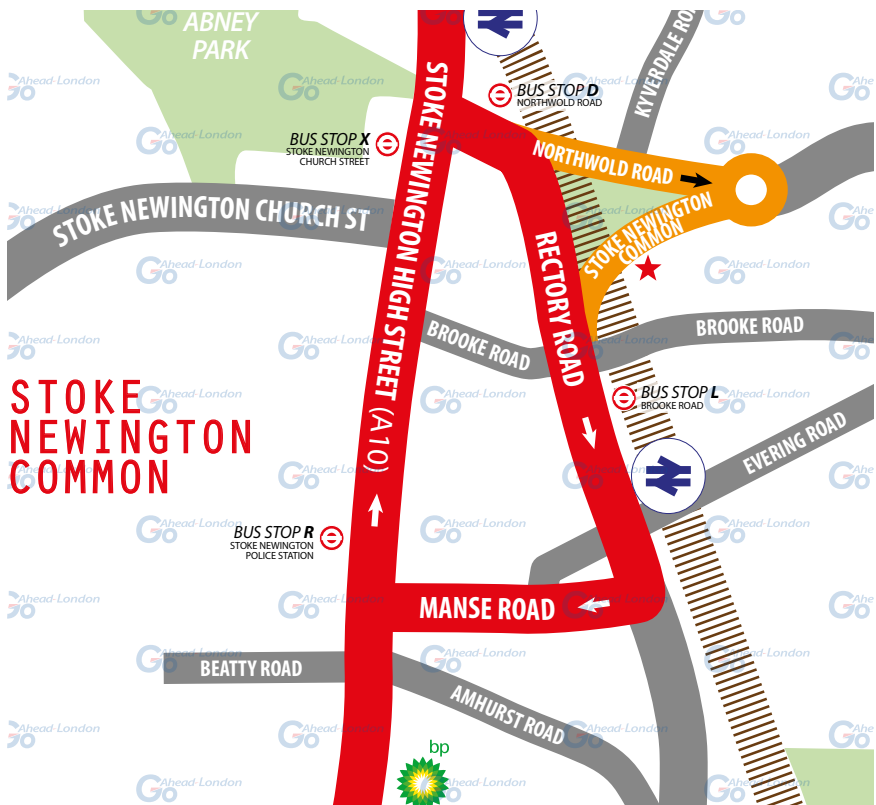 ABNEY
PARK
KYVERDALE RO
BUS STOP D
NORTHWOLD ROAD
BUS STOP X
STOKE NEWINGTON
CHURCH STREET
NORTHWOLD ROAD
STOKE NEWINGTON CHURCH ST
STOKE NEWINGTON HIGH STREET (A10)
STOKE NEWINGTON
COMMON
RECTORY ROAD
BROOKE ROAD
BROOKE ROAD
STOKE
NEWINGTON
COMMON
BUS STOP L
BROOKE ROAD
EVERING ROAD
BUS STOP R
STOKE NEWINGTON
POLICE STATION
MANSE ROAD
BEATTY ROAD
AMHURST ROAD
bp
Go Ahead-London